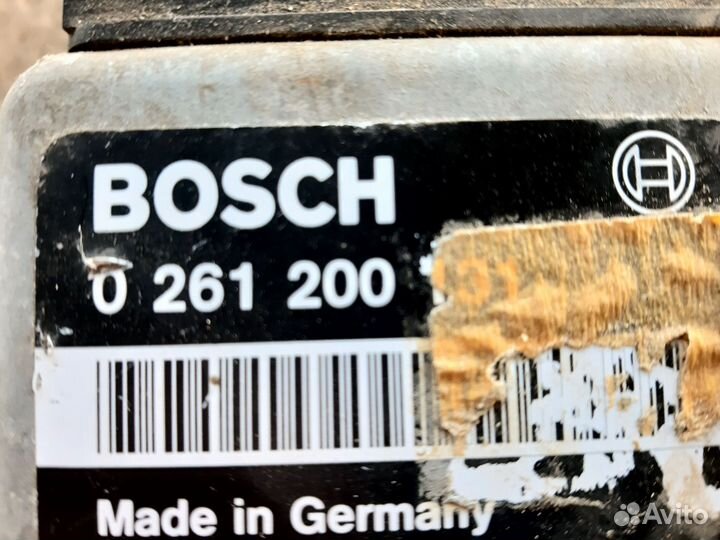 BOSCH
0 261 200
Made in Germany
Avito